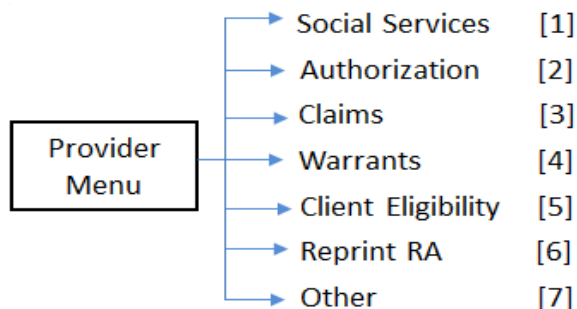 Social Services [1]
Authorization [2]
Claims [3]
Provider
Menu
Warrants [4]
Client Eligibility [5]
Reprint RA [6]
Other [7]